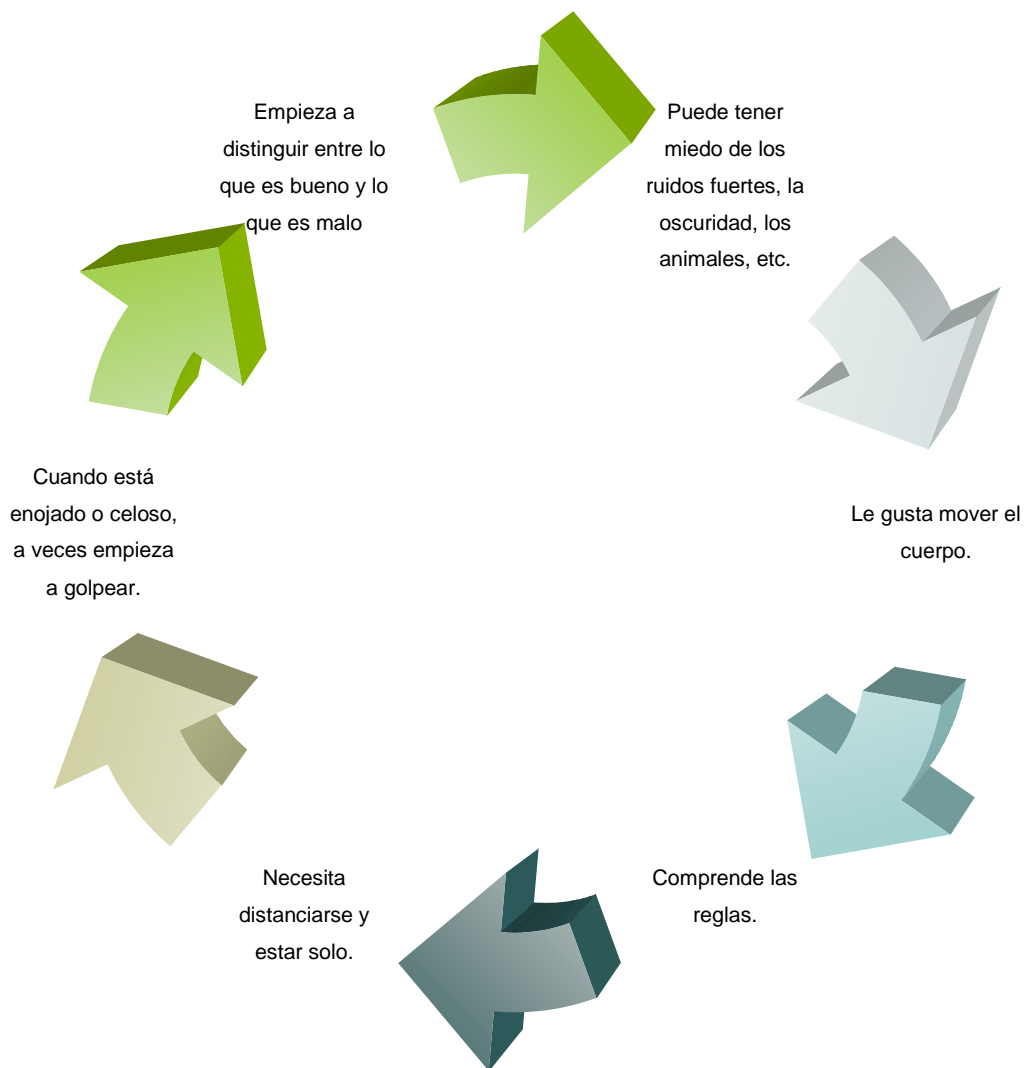 Empieza a
distinguir entre lo
que es bueno y lo
que es malo
Puede tener
miedo de los
ruidos fuertes, la
oscuridad, los
animales, etc.
Le gusta mover el
cuerpo.
Comprende las
reglas.
Necesita
distanciarse y
estar solo.
Cuando está
enojado o celoso,
a veces empieza
a golpear.